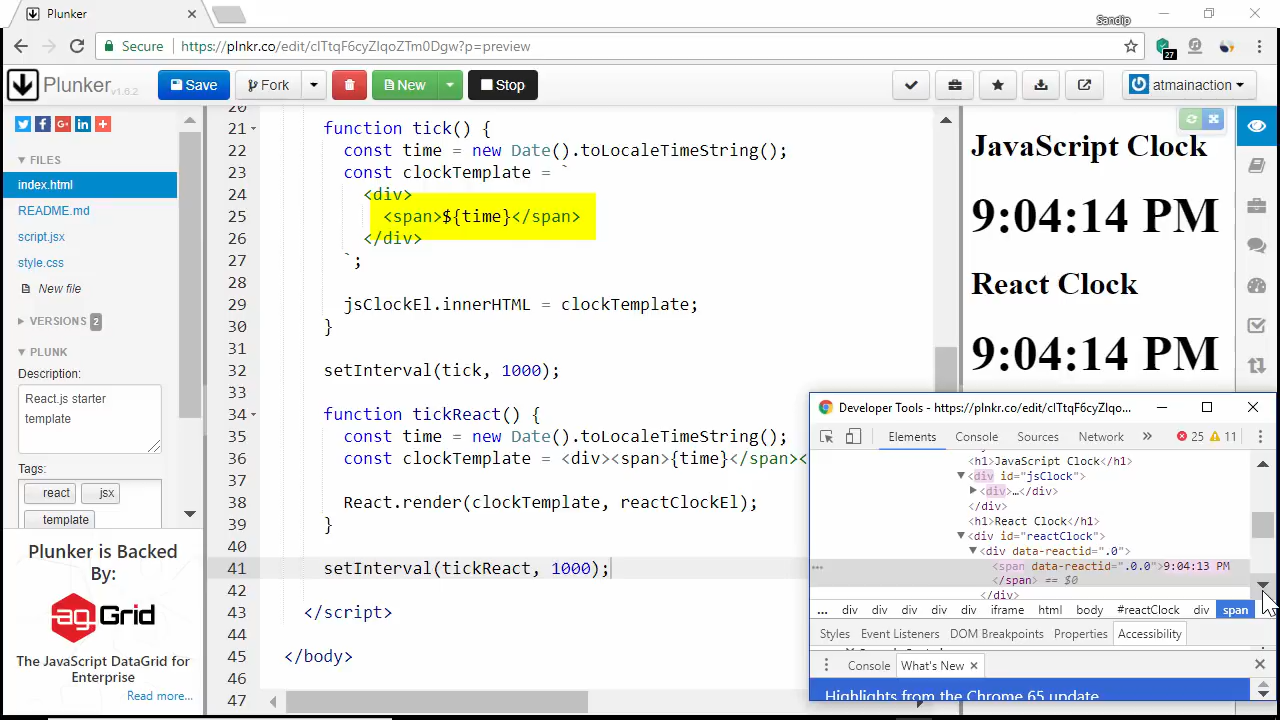 Plunker
Sandip
Secure https://plnkr.co/edit/clTtqF6cyZlqoZTm0Dgw?p=preview
27
Plunker v1.6.2 Save Fork New Stop atmainaction
FILES
index.html
README.md
script.jsx
style.css
New file
VERSIONS 2
PLUNK
Description:
React.js starter
template
Tags:
react jsx
template
Plunker is Backed
By:
agGrid
The JavaScript DataGrid for
Enterprise
Read more...
20
21 function tick() {
22 const time = new Date().toLocaleTimeString();
23 const clockTemplate = `
24 <div>
25 <span>${time}</span>
26 </div>
27 `;
28
29 jsClockEl.innerHTML = clockTemplate;
30 }
31
32 setInterval(tick, 1000);
33
34 function tickReact() {
35 const time = new Date().toLocaleTimeString();
36 const clockTemplate = <div><span>{time}</span><
37
38 React.render(clockTemplate, reactClockEl);
39 }
40
41 setInterval(tickReact, 1000);
42
43 </script>
44
45 </body>
46
47
JavaScript Clock
9:04:14 PM
React Clock
9:04:14 PM
Developer Tools - https://plnkr.co/edit/clTtqF6cyZlqo...
Elements Console Sources Network » 25 11
<h1>JavaScript Clock</h1>
<div id="jsClock">
<div>…</div>
</div>
<h1>React Clock</h1>
<div id="reactClock">
<div data-reactid=".0">
<span data-reactid=".0.0">9:04:13 PM
</span> == $0
</div>
... div div div div iframe html body #reactClock div span
Styles Event Listeners DOM Breakpoints Properties Accessibility
Console What's New
Highlights from the Chrome 65 update